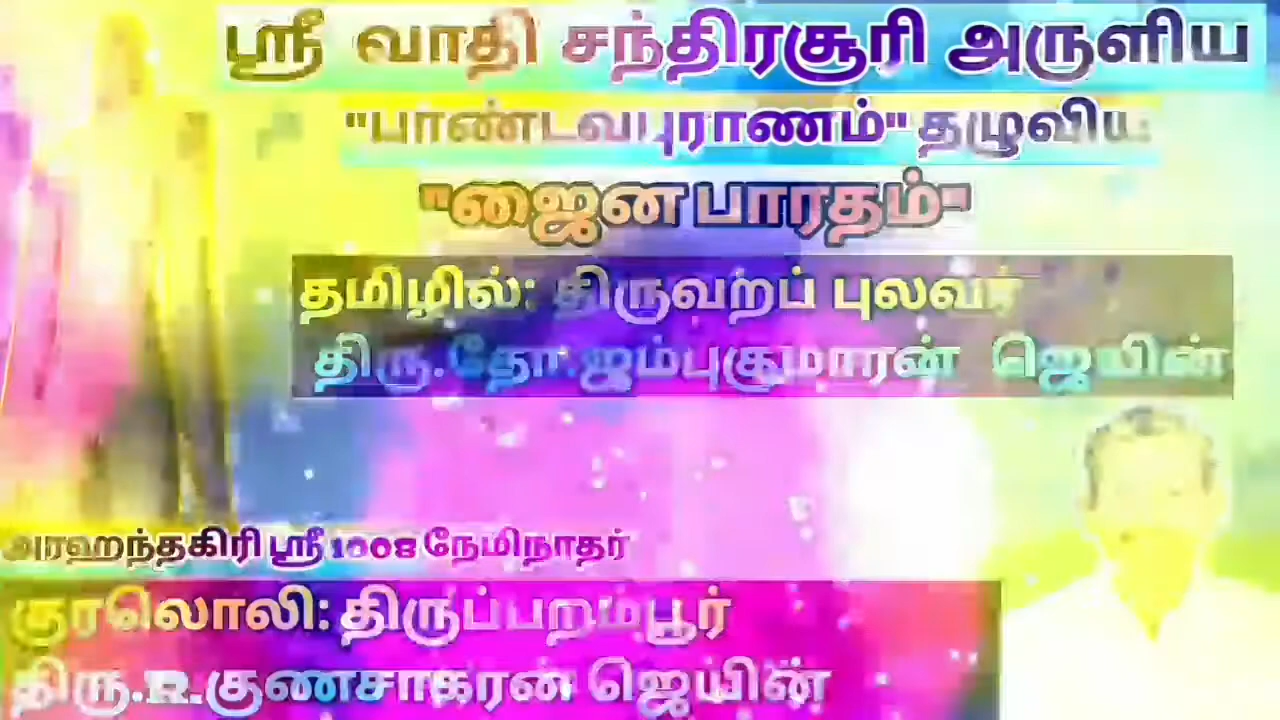 ஸ்ரீ வாதி சந்திரசூரி அருளிய
"பாண்டவபுராணம்" தழுவிய
"ஜைன பாரதம்"
தமிழில்: திருவறப் புலவர்
திரு.தோ.ஜம்புகுமாரன் ஜெயின்
அரஹந்தகிரி ஸ்ரீ 1008 நேமிநாதர்
குரலொலி: திருப்பறம்பூர்
திரு.R.குணசாகரன் ஜெயின்